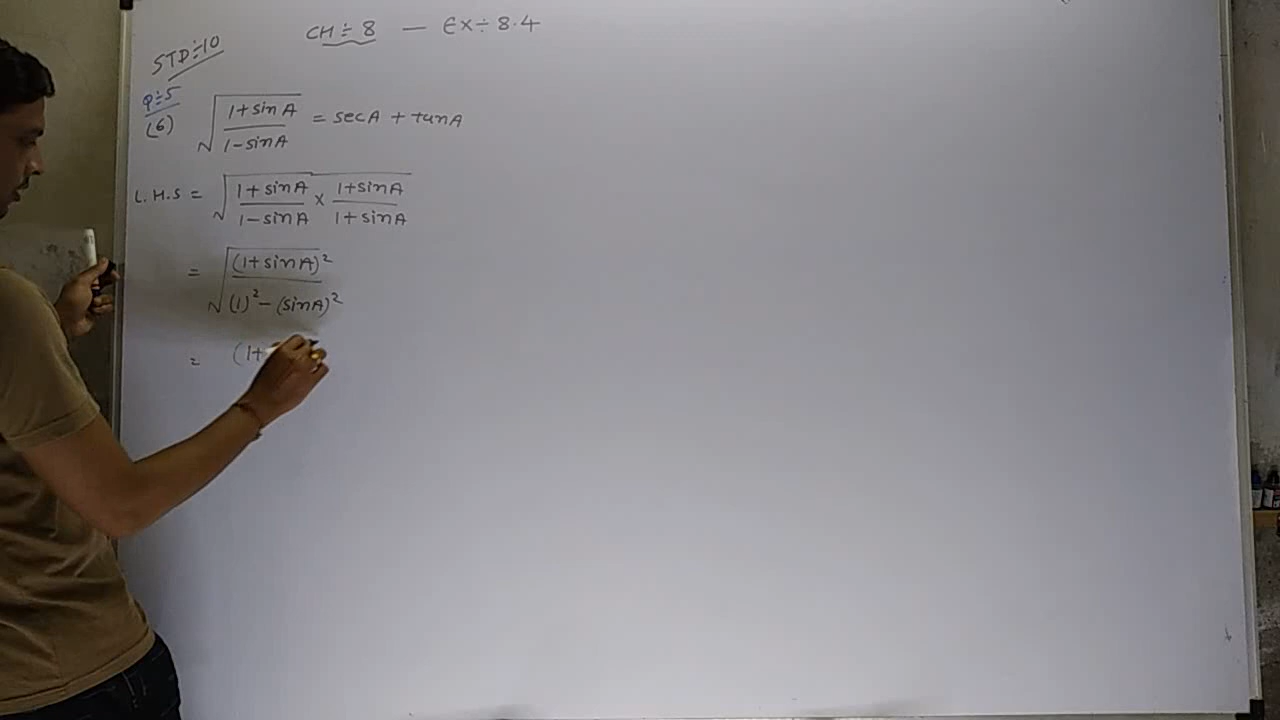 CH÷8 — Ex÷8.4
STD÷10
Q÷5
(6) √((1+sinA)/(1-sinA)) = secA + tanA
L.H.S = √((1+sinA)/(1-sinA) × (1+sinA)/(1+sinA))
= √((1+sinA)²/((1)²-(sinA)²))
= (1+